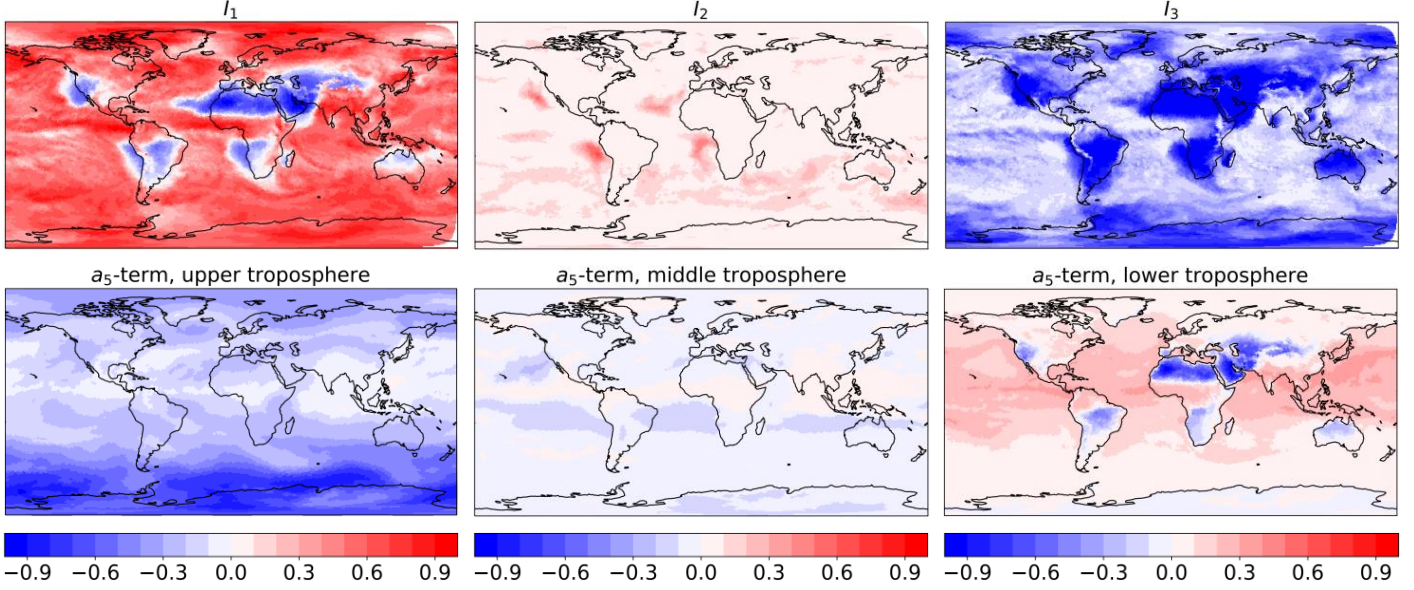 I₁
I₂
I₃
a₅-term, upper troposphere
a₅-term, middle troposphere
a₅-term, lower troposphere
−0.9 −0.6 −0.3 0.0 0.3 0.6 0.9
−0.9 −0.6 −0.3 0.0 0.3 0.6 0.9
−0.9 −0.6 −0.3 0.0 0.3 0.6 0.9